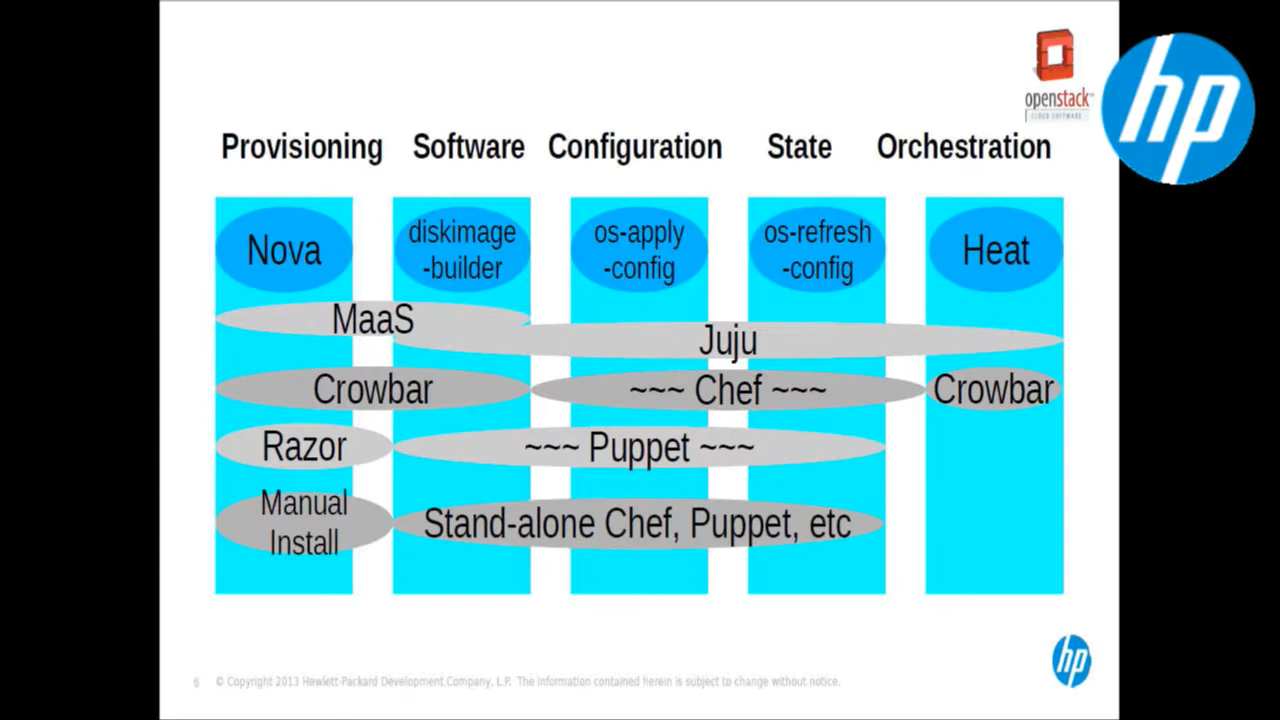 openstack™
CLOUD SOFTWARE
hp
Provisioning Software Configuration State Orchestration
Nova
diskimage
-builder
os-apply
-config
os-refresh
-config
Heat
MaaS
Juju
Crowbar
~~~ Chef ~~~
Crowbar
Razor
~~~ Puppet ~~~
Manual
Install
Stand-alone Chef, Puppet, etc
hp
6 © Copyright 2013 Hewlett-Packard Development Company, L.P. The information contained herein is subject to change without notice.